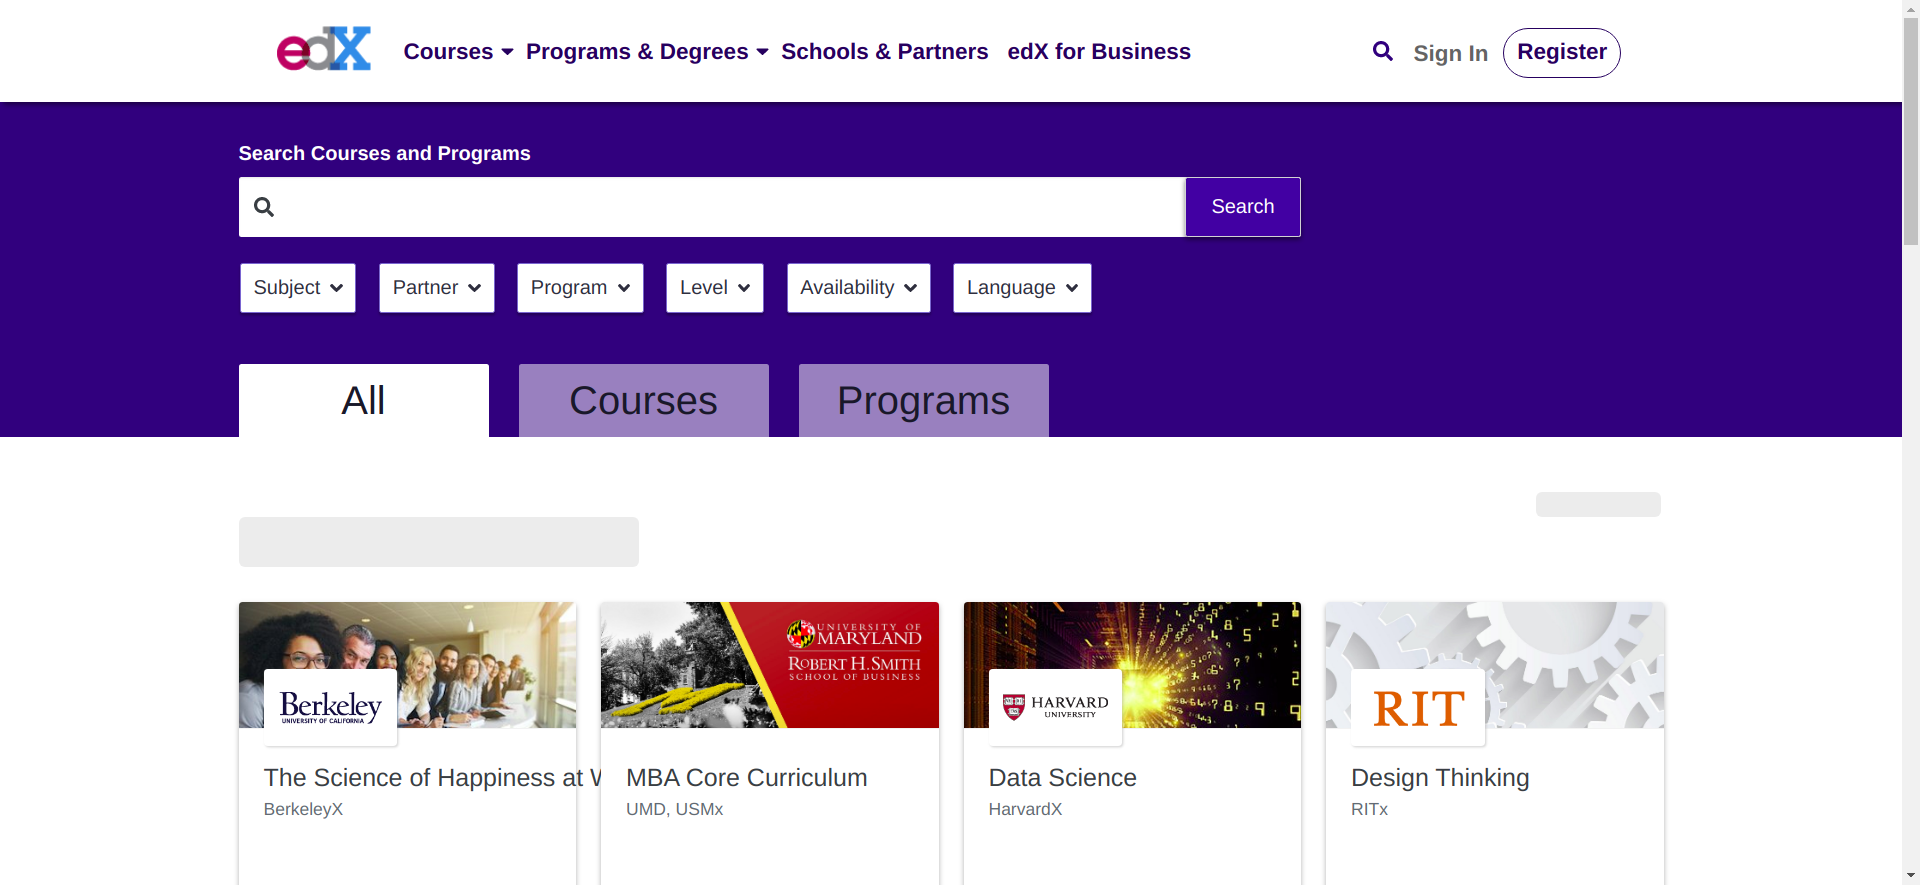 edX Courses Programs & Degrees Schools & Partners edX for Business Sign In Register
Search Courses and Programs
Search
Subject Partner Program Level Availability Language
All Courses Programs
UNIVERSITY OF
MARYLAND
ROBERT H. SMITH
SCHOOL OF BUSINESS
Berkeley
UNIVERSITY OF CALIFORNIA
HARVARD
UNIVERSITY
RIT
The Science of Happiness at
MBA Core Curriculum
Data Science
Design Thinking
BerkeleyX
UMD, USMx
HarvardX
RITx